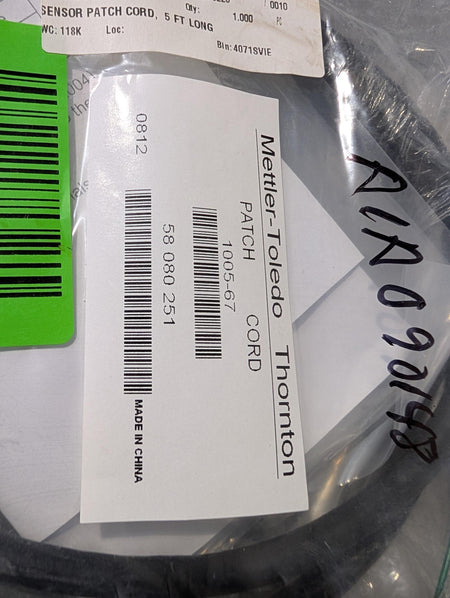 0010
SENSOR PATCH CORD, 5 FT LONG
Qty: 1.000 PC
WC: 118K Loc:
Bin: 4071SVIE
Mettler-Toledo Thornton
PATCH CORD
1005-67
58 080 251
0812
MADE IN CHINA